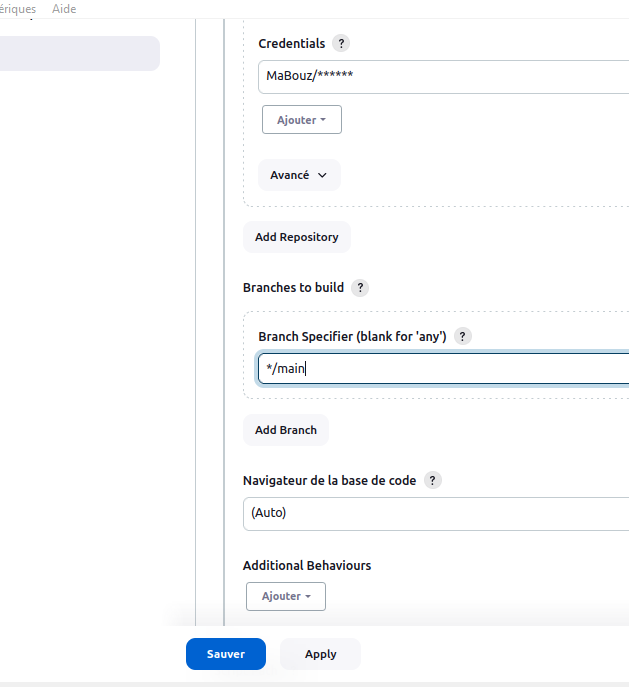 ériques Aide
Credentials ?
MaBouz/******
Ajouter
Avancé
Add Repository
Branches to build ?
Branch Specifier (blank for 'any') ?
*/main
Add Branch
Navigateur de la base de code ?
(Auto)
Additional Behaviours
Ajouter
Sauver Apply